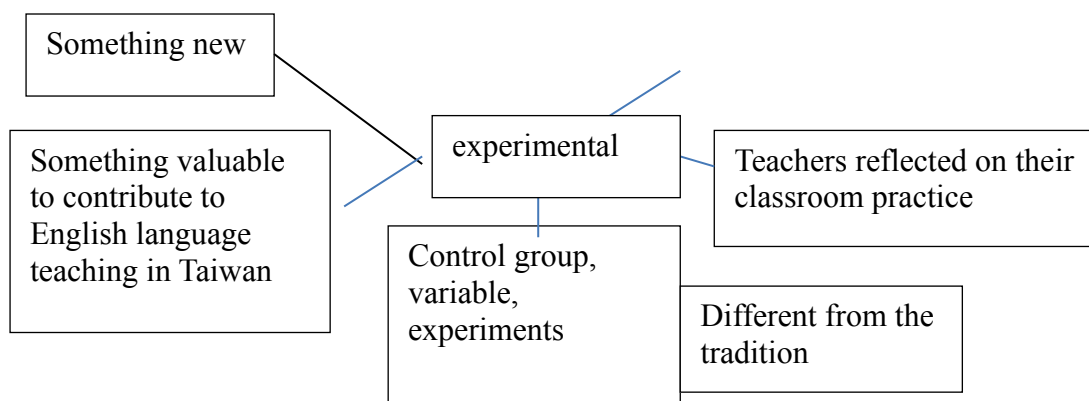 Something new
experimental
Something valuable
to contribute to
English language
teaching in Taiwan
Teachers reflected on their
classroom practice
Control group,
variable,
experiments
Different from the
tradition